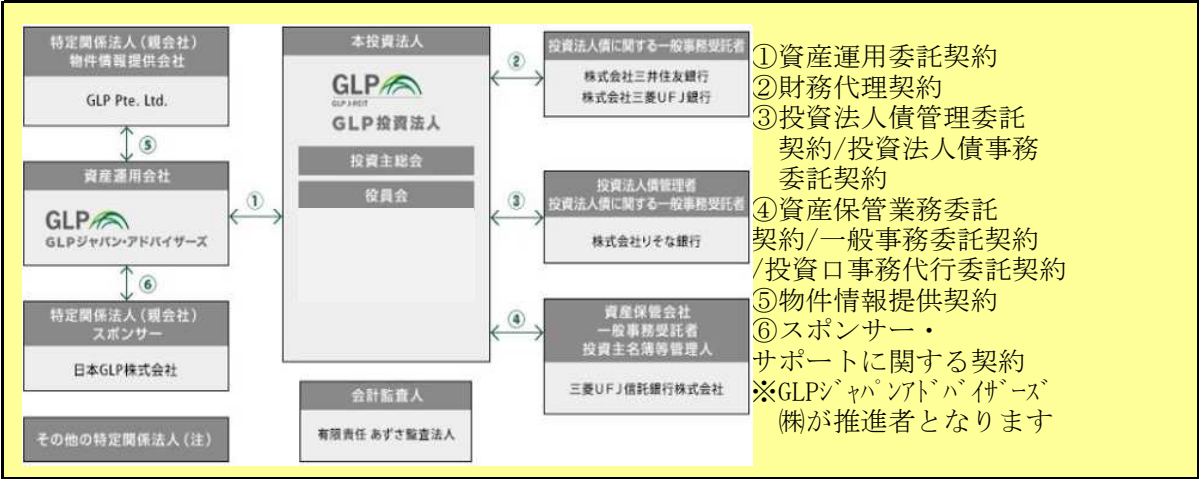 特定関係法人(親会社)
物件情報提供会社
GLP Pte. Ltd.
⑤
資産運用会社
GLP
GLPジャパン・アドバイザーズ
⑥
特定関係法人(親会社)
スポンサー
日本GLP株式会社
その他の特定関係法人(注)
①
本投資法人
GLP
GLP J-REIT
GLP投資法人
投資主総会
役員会
会計監査人
有限責任 あずさ監査法人
②
投資法人債に関する一般事務受託者
株式会社三井住友銀行
株式会社三菱UFJ銀行
③
投資法人債管理者
投資法人債に関する一般事務受託者
株式会社りそな銀行
④
資産保管会社
一般事務受託者
投資主名簿等管理人
三菱UFJ信託銀行株式会社
①資産運用委託契約
②財務代理契約
③投資法人債管理委託
契約/投資法人債事務
委託契約
④資産保管業務委託
契約/一般事務委託契約
/投資口事務代行委託契約
⑤物件情報提供契約
⑥スポンサー・
サポートに関する契約
※GLPジャパンアドバイザーズ
㈱が推進者となります